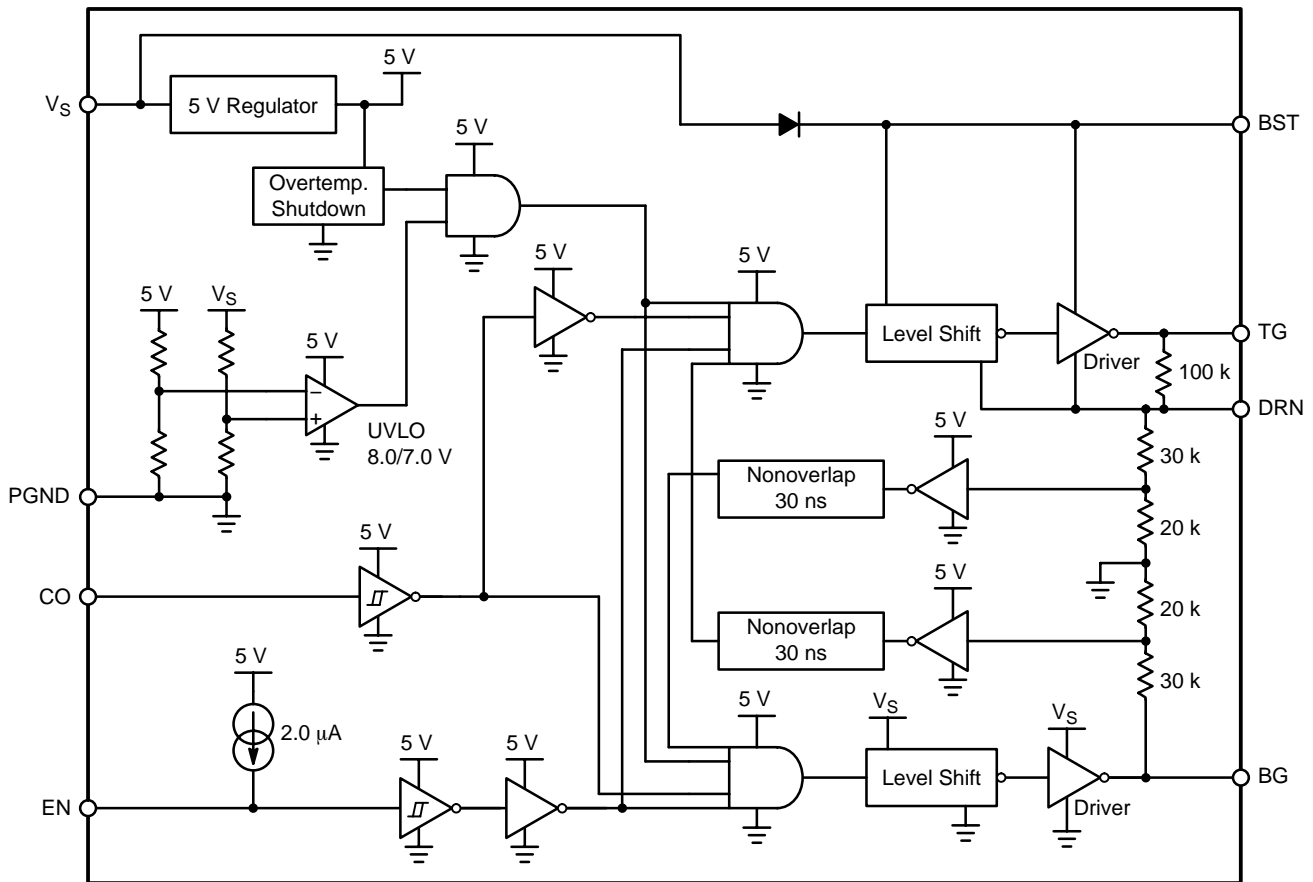 5 V
V_S
5 V Regulator
BST
5 V
Overtemp.
Shutdown
5 V
5 V
5 V
V_S
Level Shift
Driver
TG
100 k
DRN
5 V
−
+
UVLO
8.0/7.0 V
5 V
30 k
Nonoverlap
30 ns
PGND
20 k
5 V
CO
5 V
20 k
Nonoverlap
30 ns
30 k
5 V
2.0 µA
5 V
5 V
5 V
V_S
V_S
Level Shift
Driver
BG
EN